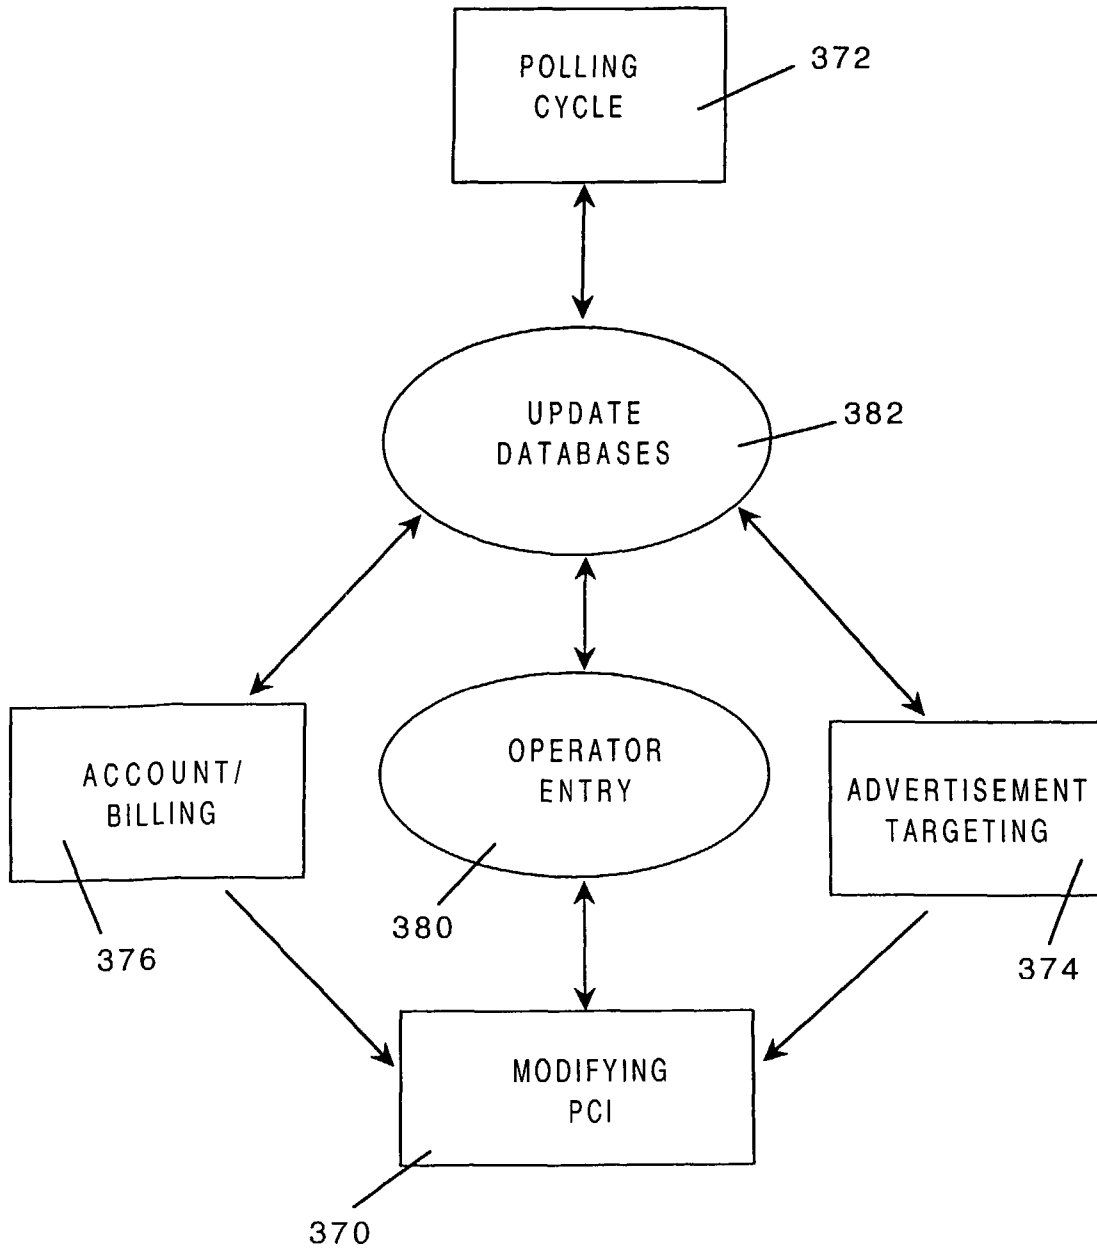 POLLING
CYCLE
372
UPDATE
DATABASES
382
ACCOUNT/
BILLING
376
OPERATOR
ENTRY
380
ADVERTISEMENT
TARGETING
374
MODIFYING
PCI
370